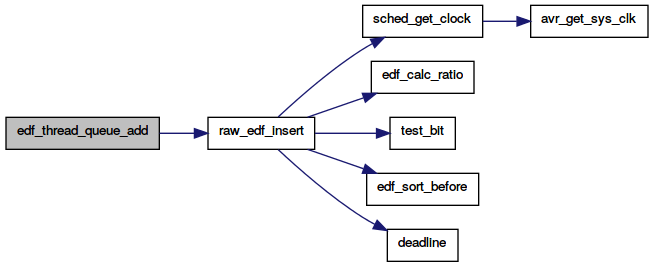 sched_get_clock
avr_get_sys_clk
edf_calc_ratio
edf_thread_queue_add
raw_edf_insert
test_bit
edf_sort_before
deadline